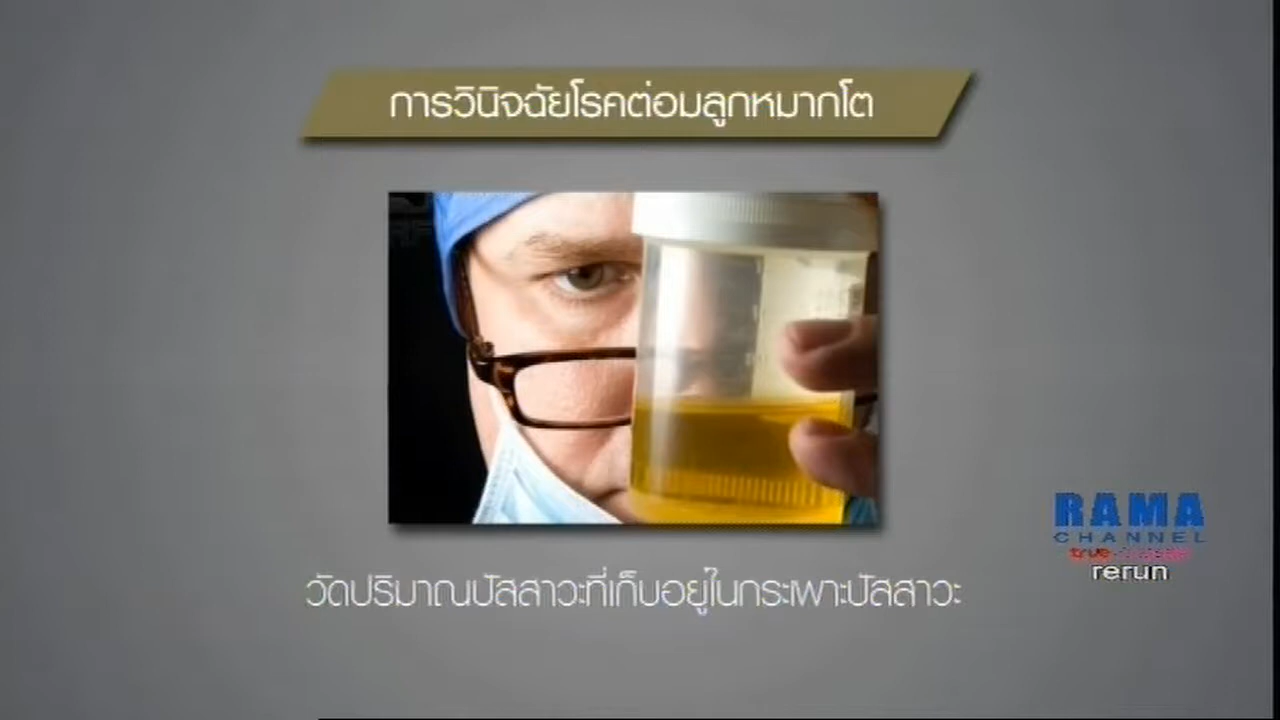 การวินิจฉัยโรคต่อมลูกหมากโต
วัดปริมาณปัสสาวะที่เก็บอยู่ในกระเพาะปัสสาวะ
RAMA
CHANNEL
true
rerun